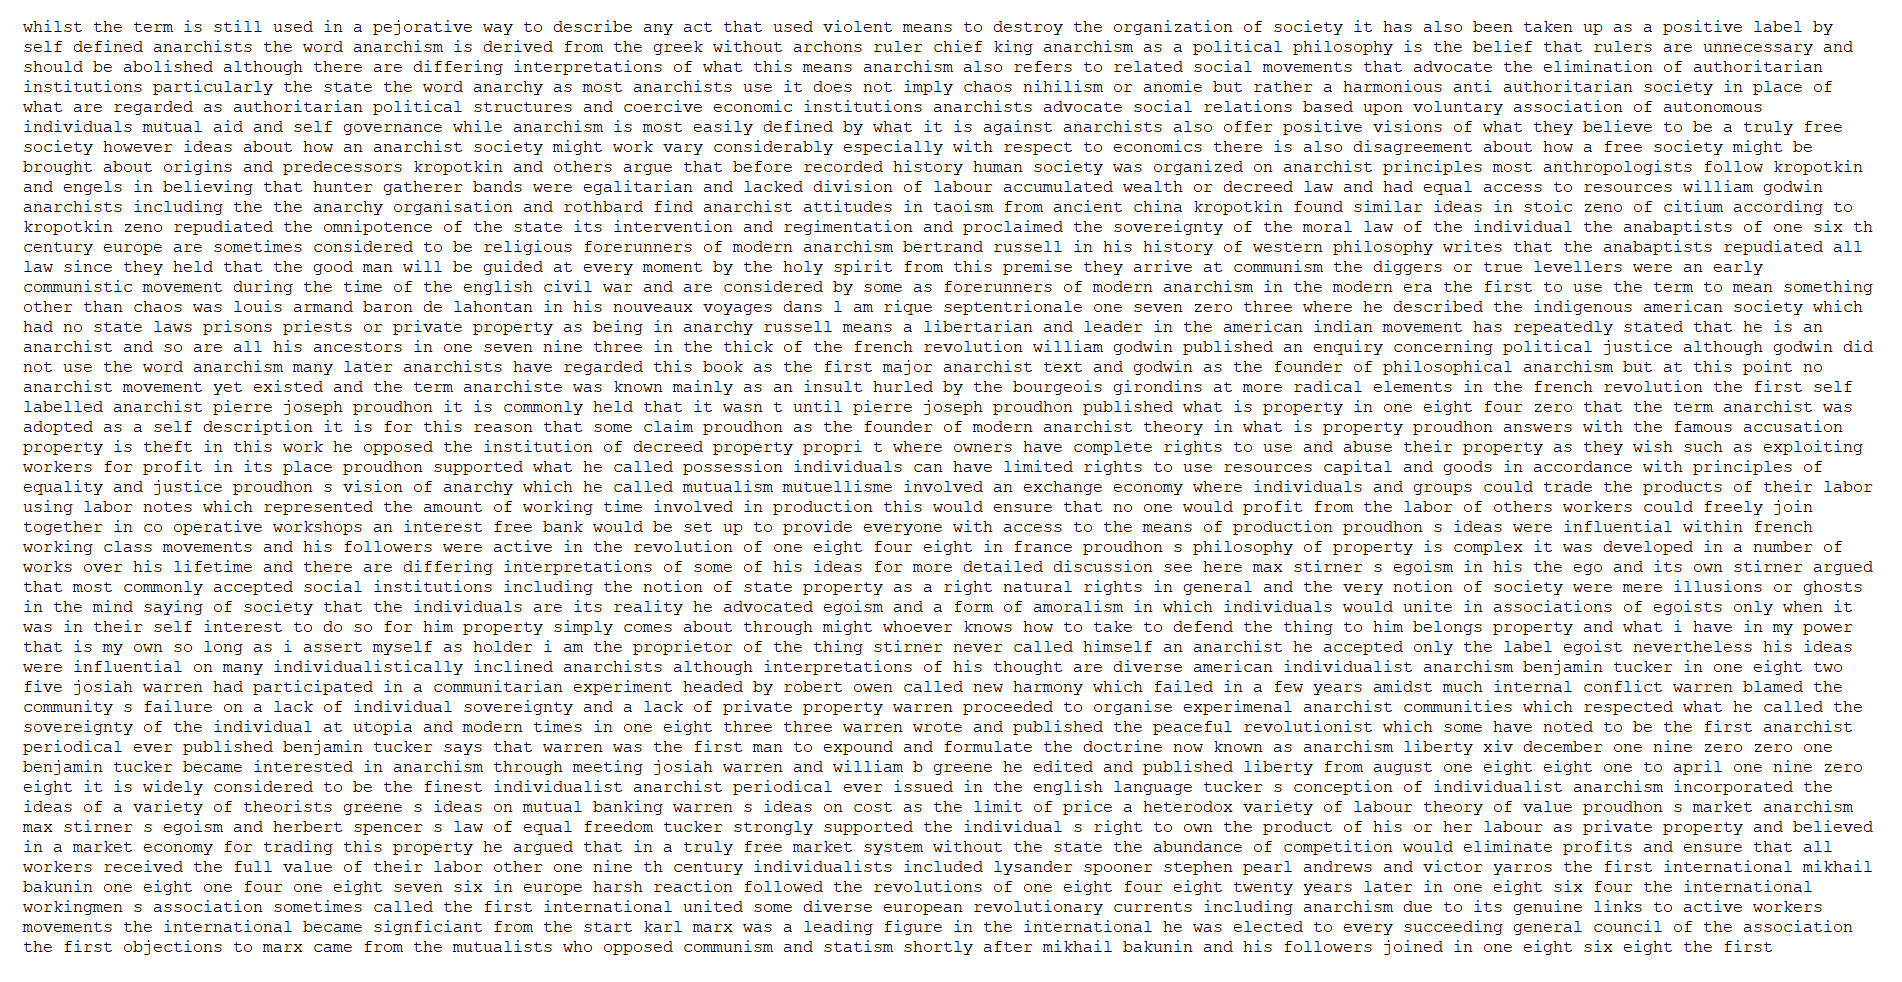 whilst the term is still used in a pejorative way to describe any act that used violent means to destroy the organization of society it has also been taken up as a positive label by
self defined anarchists the word anarchism is derived from the greek without archons ruler chief king anarchism as a political philosophy is the belief that rulers are unnecessary and
should be abolished although there are differing interpretations of what this means anarchism also refers to related social movements that advocate the elimination of authoritarian
institutions particularly the state the word anarchy as most anarchists use it does not imply chaos nihilism or anomie but rather a harmonious anti authoritarian society in place of
what are regarded as authoritarian political structures and coercive economic institutions anarchists advocate social relations based upon voluntary association of autonomous
individuals mutual aid and self governance while anarchism is most easily defined by what it is against anarchists also offer positive visions of what they believe to be a truly free
society however ideas about how an anarchist society might work vary considerably especially with respect to economics there is also disagreement about how a free society might be
brought about origins and predecessors kropotkin and others argue that before recorded history human society was organized on anarchist principles most anthropologists follow kropotkin
and engels in believing that hunter gatherer bands were egalitarian and lacked division of labour accumulated wealth or decreed law and had equal access to resources william godwin
anarchists including the the anarchy organisation and rothbard find anarchist attitudes in taoism from ancient china kropotkin found similar ideas in stoic zeno of citium according to
kropotkin zeno repudiated the omnipotence of the state its intervention and regimentation and proclaimed the sovereignty of the moral law of the individual the anabaptists of one six th
century europe are sometimes considered to be religious forerunners of modern anarchism bertrand russell in his history of western philosophy writes that the anabaptists repudiated all
law since they held that the good man will be guided at every moment by the holy spirit from this premise they arrive at communism the diggers or true levellers were an early
communistic movement during the time of the english civil war and are considered by some as forerunners of modern anarchism in the modern era the first to use the term to mean something
other than chaos was louis armand baron de lahontan in his nouveaux voyages dans l am rique septentrionale one seven zero three where he described the indigenous american society which
had no state laws prisons priests or private property as being in anarchy russell means a libertarian and leader in the american indian movement has repeatedly stated that he is an
anarchist and so are all his ancestors in one seven nine three in the thick of the french revolution william godwin published an enquiry concerning political justice although godwin did
not use the word anarchism many later anarchists have regarded this book as the first major anarchist text and godwin as the founder of philosophical anarchism but at this point no
anarchist movement yet existed and the term anarchiste was known mainly as an insult hurled by the bourgeois girondins at more radical elements in the french revolution the first self
labelled anarchist pierre joseph proudhon it is commonly held that it wasn t until pierre joseph proudhon published what is property in one eight four zero that the term anarchist was
adopted as a self description it is for this reason that some claim proudhon as the founder of modern anarchist theory in what is property proudhon answers with the famous accusation
property is theft in this work he opposed the institution of decreed property propri t where owners have complete rights to use and abuse their property as they wish such as exploiting
workers for profit in its place proudhon supported what he called possession individuals can have limited rights to use resources capital and goods in accordance with principles of
equality and justice proudhon s vision of anarchy which he called mutualism mutuellisme involved an exchange economy where individuals and groups could trade the products of their labor
using labor notes which represented the amount of working time involved in production this would ensure that no one would profit from the labor of others workers could freely join
together in co operative workshops an interest free bank would be set up to provide everyone with access to the means of production proudhon s ideas were influential within french
working class movements and his followers were active in the revolution of one eight four eight in france proudhon s philosophy of property is complex it was developed in a number of
works over his lifetime and there are differing interpretations of some of his ideas for more detailed discussion see here max stirner s egoism in his the ego and its own stirner argued
that most commonly accepted social institutions including the notion of state property as a right natural rights in general and the very notion of society were mere illusions or ghosts
in the mind saying of society that the individuals are its reality he advocated egoism and a form of amoralism in which individuals would unite in associations of egoists only when it
was in their self interest to do so for him property simply comes about through might whoever knows how to take to defend the thing to him belongs property and what i have in my power
that is my own so long as i assert myself as holder i am the proprietor of the thing stirner never called himself an anarchist he accepted only the label egoist nevertheless his ideas
were influential on many individualistically inclined anarchists although interpretations of his thought are diverse american individualist anarchism benjamin tucker in one eight two
five josiah warren had participated in a communitarian experiment headed by robert owen called new harmony which failed in a few years amidst much internal conflict warren blamed the
community s failure on a lack of individual sovereignty and a lack of private property warren proceeded to organise experimenal anarchist communities which respected what he called the
sovereignty of the individual at utopia and modern times in one eight three three warren wrote and published the peaceful revolutionist which some have noted to be the first anarchist
periodical ever published benjamin tucker says that warren was the first man to expound and formulate the doctrine now known as anarchism liberty xiv december one nine zero zero one
benjamin tucker became interested in anarchism through meeting josiah warren and william b greene he edited and published liberty from august one eight eight one to april one nine zero
eight it is widely considered to be the finest individualist anarchist periodical ever issued in the english language tucker s conception of individualist anarchism incorporated the
ideas of a variety of theorists greene s ideas on mutual banking warren s ideas on cost as the limit of price a heterodox variety of labour theory of value proudhon s market anarchism
max stirner s egoism and herbert spencer s law of equal freedom tucker strongly supported the individual s right to own the product of his or her labour as private property and believed
in a market economy for trading this property he argued that in a truly free market system without the state the abundance of competition would eliminate profits and ensure that all
workers received the full value of their labor other one nine th century individualists included lysander spooner stephen pearl andrews and victor yarros the first international mikhail
bakunin one eight one four one eight seven six in europe harsh reaction followed the revolutions of one eight four eight twenty years later in one eight six four the international
workingmen s association sometimes called the first international united some diverse european revolutionary currents including anarchism due to its genuine links to active workers
movements the international became signficiant from the start karl marx was a leading figure in the international he was elected to every succeeding general council of the association
the first objections to marx came from the mutualists who opposed communism and statism shortly after mikhail bakunin and his followers joined in one eight six eight the first